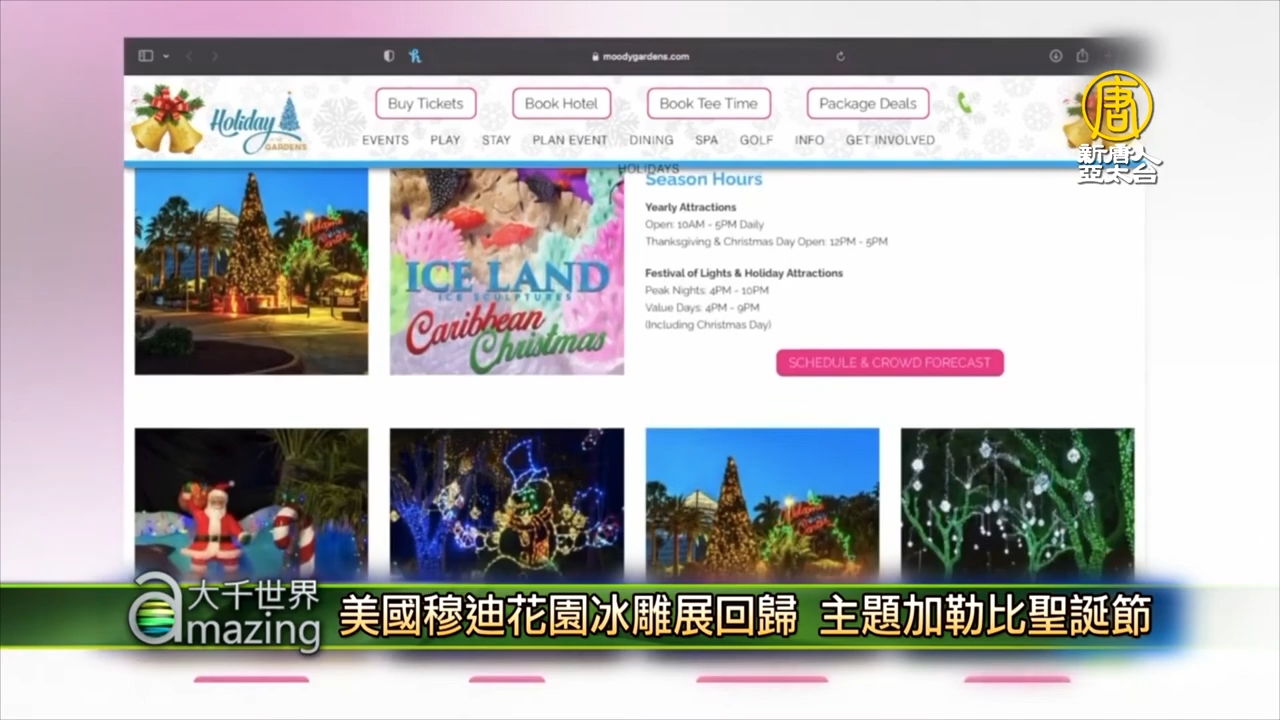 moodygardens.com
Holiday
GARDENS
Buy Tickets
Book Hotel
Book Tee Time
Package Deals
EVENTS PLAY STAY PLAN EVENT DINING SPA GOLF INFO GET INVOLVED
HOLIDAYS
唐
新唐人
亞太台
ICE LAND
ICE SCULPTURES
Caribbean
Christmas
Season Hours
Yearly Attractions
Open: 10AM - 5PM Daily
Thanksgiving & Christmas Day Open: 12PM - 5PM
Festival of Lights & Holiday Attractions
Peak Nights: 4PM - 10PM
Value Days: 4PM - 9PM
(Including Christmas Day)
SCHEDULE & CROWD FORECAST
大千世界
amazing
美國穆迪花園冰雕展回歸 主題加勒比聖誕節